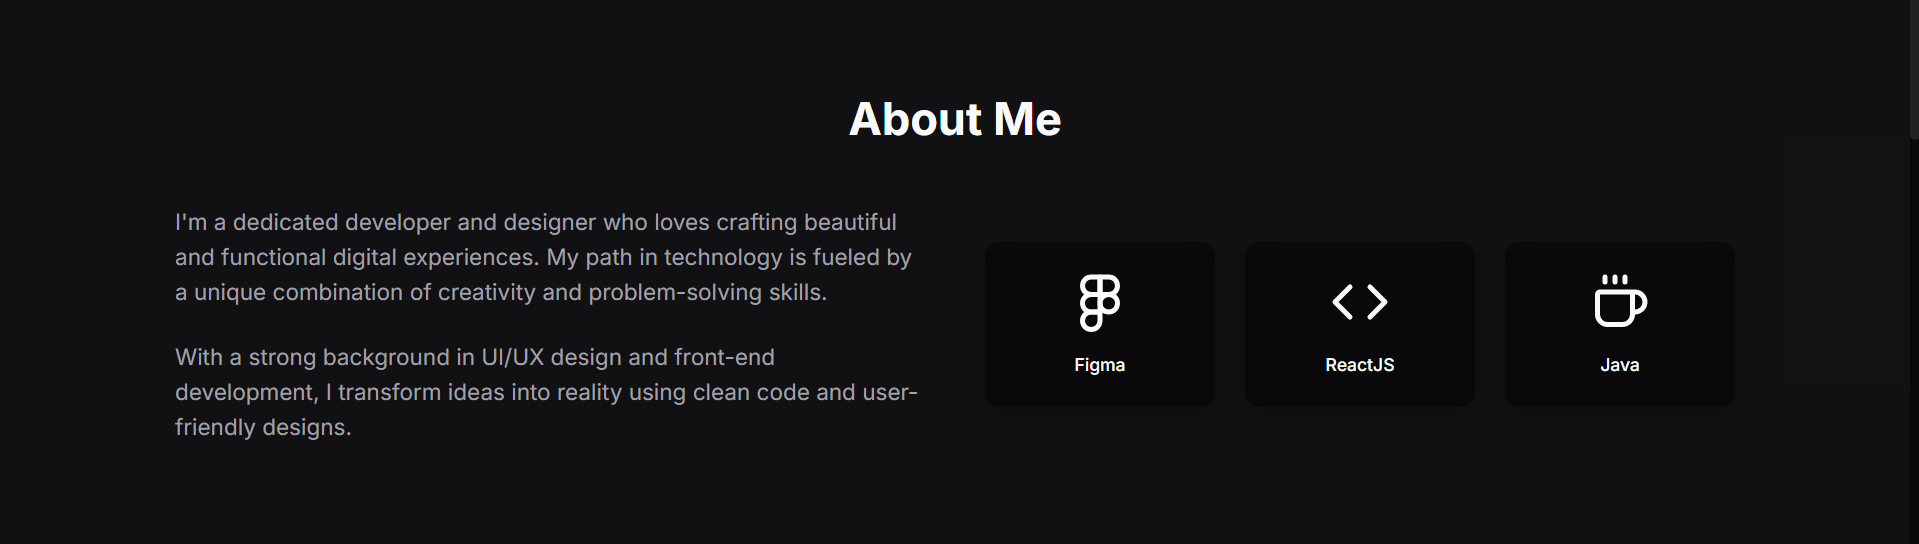 About Me
I'm a dedicated developer and designer who loves crafting beautiful
and functional digital experiences. My path in technology is fueled by
a unique combination of creativity and problem-solving skills.
With a strong background in UI/UX design and front-end
development, I transform ideas into reality using clean code and user-
friendly designs.
Figma
ReactJS
Java